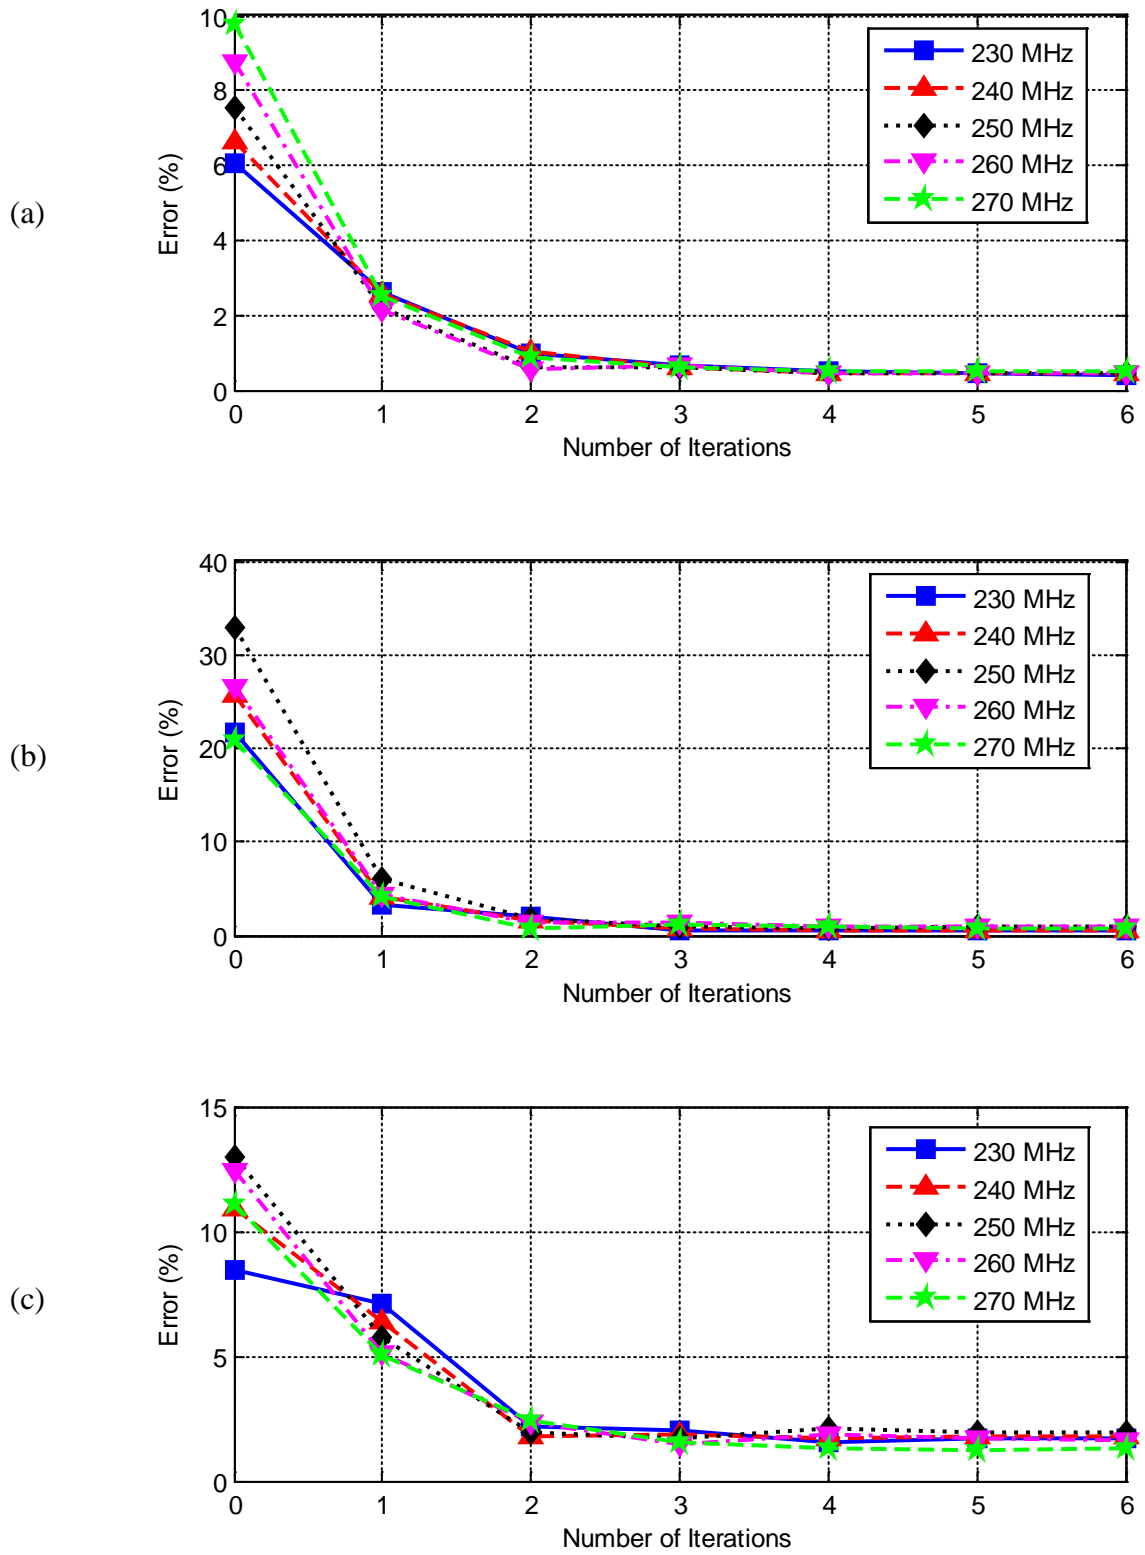 (a)
Error (%)
10
8
6
4
2
0
0 1 2 3 4 5 6
Number of Iterations
230 MHz
240 MHz
250 MHz
260 MHz
270 MHz
(b)
Error (%)
40
30
20
10
0
0 1 2 3 4 5 6
Number of Iterations
230 MHz
240 MHz
250 MHz
260 MHz
270 MHz
(c)
Error (%)
15
10
5
0
0 1 2 3 4 5 6
Number of Iterations
230 MHz
240 MHz
250 MHz
260 MHz
270 MHz